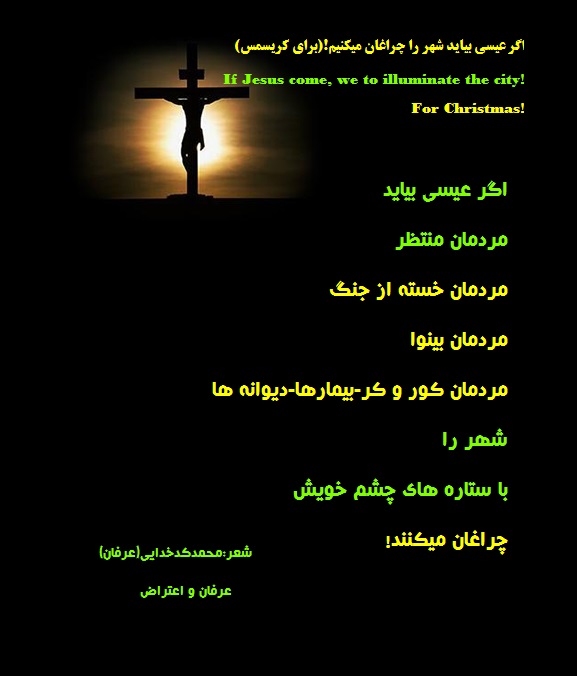 اگر عیسی بیاید شهر را چراغان میکنیم!(برای کریسمس)
If Jesus come, we to illuminate the city!
For Christmas!
اگر عیسی بیاید
مردمان منتظر
مردمان خسته از جنگ
مردمان بینوا
مردمان کور و کر-بیمارها-دیوانه ها
شهر را
با ستاره های چشم خویش
چراغان میکنند!
شعر:محمدکدخدایی(عرفان)
عرفان و اعتراض